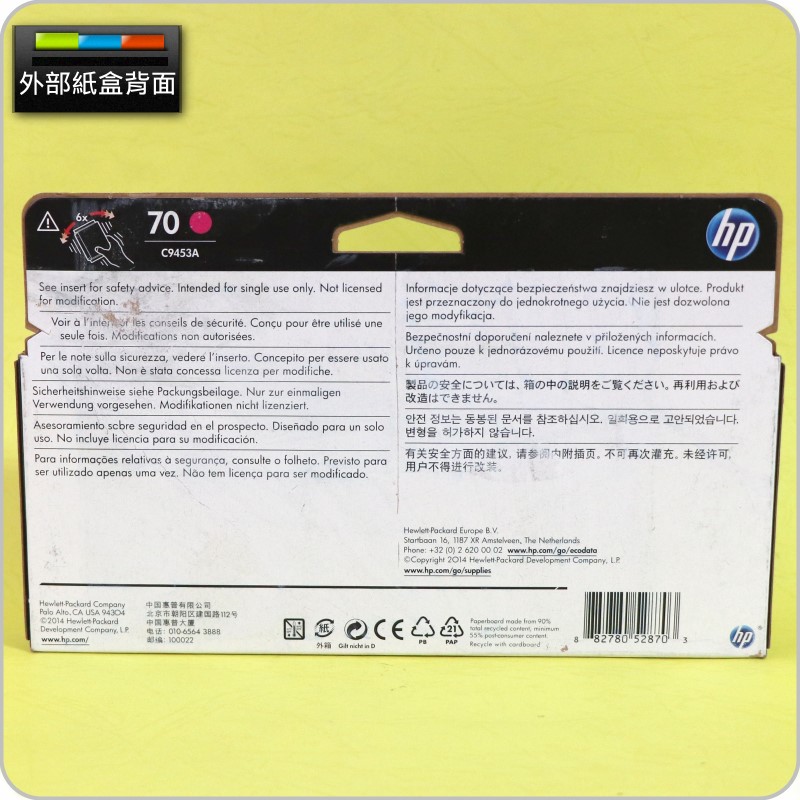 外部紙盒背面
6x
70
C9453A
hp
See insert for safety advice. Intended for single use only. Not licensed
for modification.
Voir à l'insert les conseils de sécurité. Conçu pour être utilisé une
seule fois. Modifications non autorisées.
Per le note sulla sicurezza, vedere l'inserto. Concepito per essere usato
una sola volta. Non è stata concessa licenza per modifiche.
Sicherheitshinweise siehe Packungsbeilage. Nur zur einmaligen
Verwendung vorgesehen. Modifikationen nicht lizenziert.
Asesoramiento sobre seguridad en el prospecto. Diseñado para un solo
uso. No incluye licencia para su modificación.
Para informações relativas à segurança, consulte o folheto. Previsto para
ser utilizado apenas uma vez. Não tem licença para ser modificado.
Informacje dotyczące bezpieczeństwa znajdziesz w ulotce. Produkt
jest przeznaczony do jednokrotnego użycia. Nie jest dozwolona
jego modyfikacja.
Bezpečnostní doporučení naleznete v přiložených informacích.
Určeno pouze k jednorázovému použití. Licence neposkytuje právo
k úpravám.
製品の安全については、箱の中の説明をご覧ください。再利用および
改造はできません。
안전 정보는 동봉된 문서를 참조하십시오. 일회용으로 고안되었습니다.
변형을 허가하지 않습니다.
有关安全方面的建议，请参阅内附插页。不可再次灌充。未经许可，
用户不得进行改装。
Hewlett-Packard Europe B.V.
Startbaan 16, 1187 XR Amstelveen, The Netherlands
Phone: +32 (0) 2 620 00 02 www.hp.com/go/ecodata
©Copyright 2014 Hewlett-Packard Development Company, L.P.
www.hp.com/go/supplies
Hewlett-Packard Company
Palo Alto, CA USA 94304
©2014 Hewlett-Packard
Development Company, L.P.
www.hp.com/
中国惠普有限公司
北京市朝阳区建国路112号
中国惠普大厦
电话: 010-6564 3888
邮编: 100022
紙
外箱
Gilt nicht in D
CE
PB
21
PAP
Paperboard made from 90%
total recycled content, minimum
55% postconsumer content.
Recycle with cardboard
8 82780 52870 3
hp